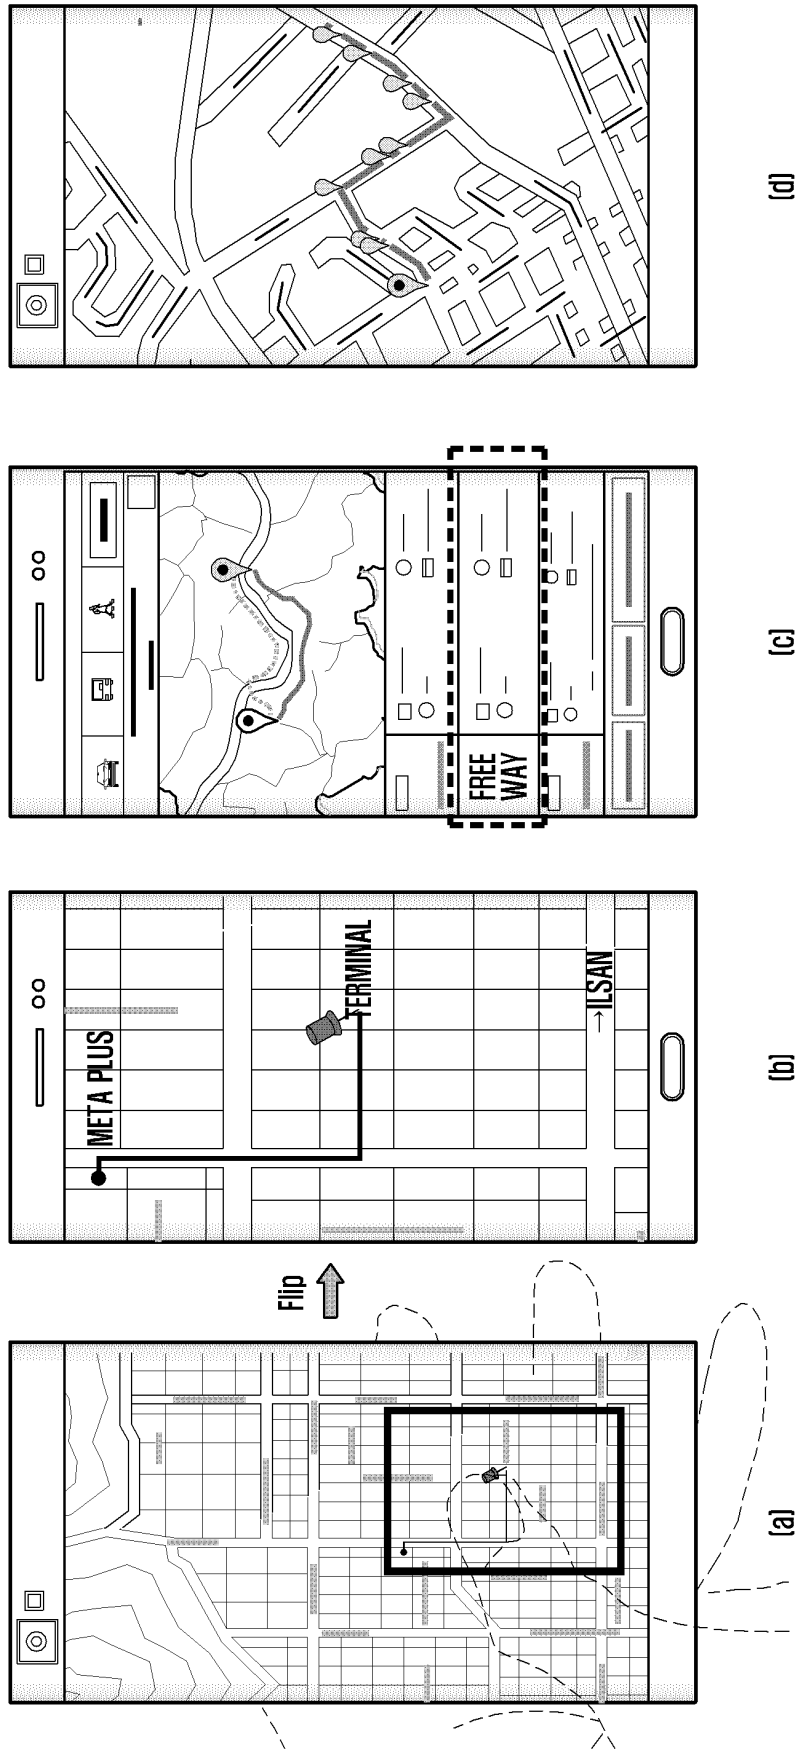 META PLUS
TERMINAL
→ILSAN
Flip
FREE
WAY
(a)
(b)
(c)
(d)